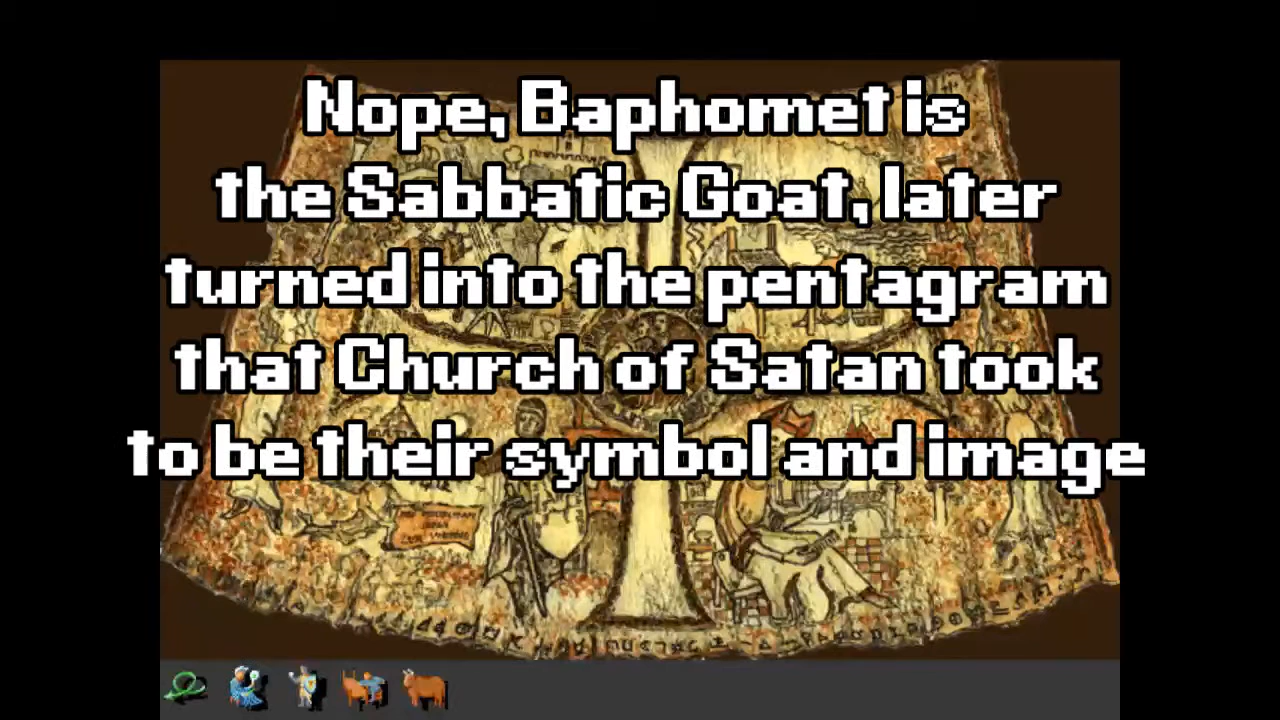 Nope, Baphomet is
the Sabbatic Goat, later
turned into the pentagram
that Church of Satan took
to be their symbol and image